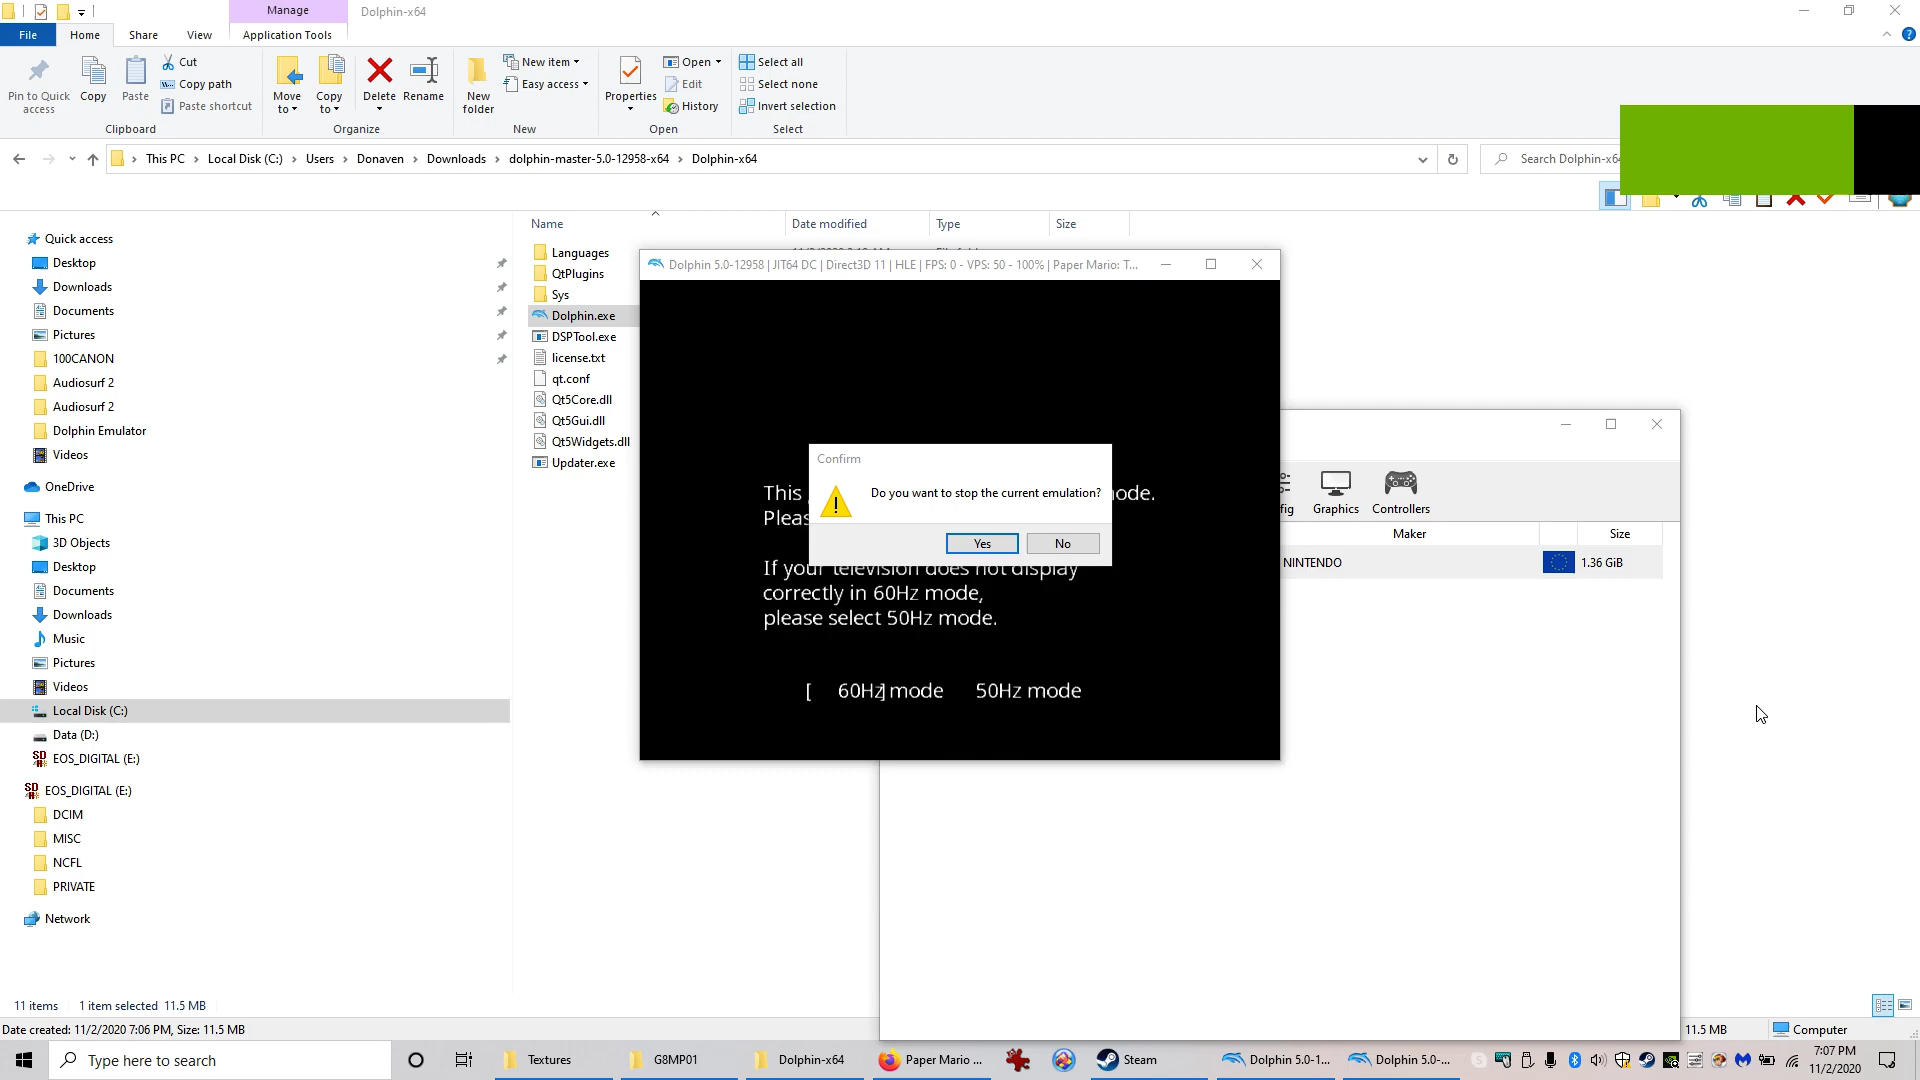 Manage
Dolphin-x64
File
Home
Share
View
Application Tools
Pin to Quick access
Copy
Paste
Cut
Copy path
Paste shortcut
Clipboard
Move to
Copy to
Delete
Rename
Organize
New folder
New item
Easy access
New
Properties
Open
Edit
History
Open
Select all
Select none
Invert selection
Select
This PC
Local Disk (C:)
Users
Donaven
Downloads
dolphin-master-5.0-12958-x64
Dolphin-x64
Search Dolphin-x64
Name
Date modified
Type
Size
Quick access
Desktop
Downloads
Documents
Pictures
100CANON
Audiosurf 2
Audiosurf 2
Dolphin Emulator
Videos
OneDrive
This PC
3D Objects
Desktop
Documents
Downloads
Music
Pictures
Videos
Local Disk (C:)
Data (D:)
EOS_DIGITAL (E:)
EOS_DIGITAL (E:)
DCIM
MISC
NCFL
PRIVATE
Network
Languages
QtPlugins
Sys
Dolphin.exe
DSPTool.exe
license.txt
qt.conf
Qt5Core.dll
Qt5Gui.dll
Qt5Widgets.dll
Updater.exe
Dolphin 5.0-12958 | JIT64 DC | Direct3D 11 | HLE | FPS: 0 - VPS: 50 - 100% | Paper Mario: T...
Confirm
Do you want to stop the current emulation?
Yes
No
This
ode.
Pleas
If your television does not display
correctly in 60Hz mode,
please select 50Hz mode.
[ 60Hz] mode 50Hz mode
fig
Graphics
Controllers
Maker
Size
NINTENDO
1.36 GiB
11 items
1 item selected 11.5 MB
Date created: 11/2/2020 7:06 PM, Size: 11.5 MB
11.5 MB
Computer
Type here to search
Textures
G8MP01
Dolphin-x64
Paper Mario ...
Steam
Dolphin 5.0-1...
Dolphin 5.0-...
7:07 PM
11/2/2020